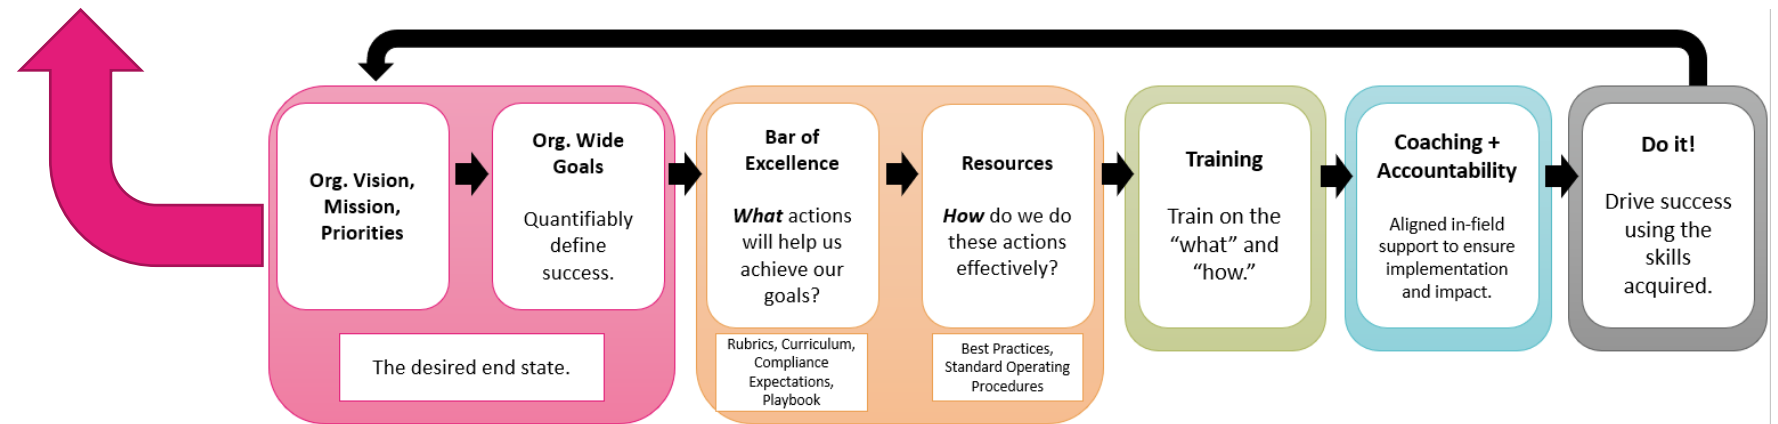 Org. Vision,
Mission,
Priorities
Org. Wide
Goals
Quantifiably
define
success.
The desired end state.
Bar of
Excellence
What actions
will help us
achieve our
goals?
Rubrics, Curriculum,
Compliance
Expectations,
Playbook
Resources
How do we do
these actions
effectively?
Best Practices,
Standard Operating
Procedures
Training
Train on the
“what” and
“how.”
Coaching +
Accountability
Aligned in-field
support to ensure
implementation
and impact.
Do it!
Drive success
using the
skills
acquired.